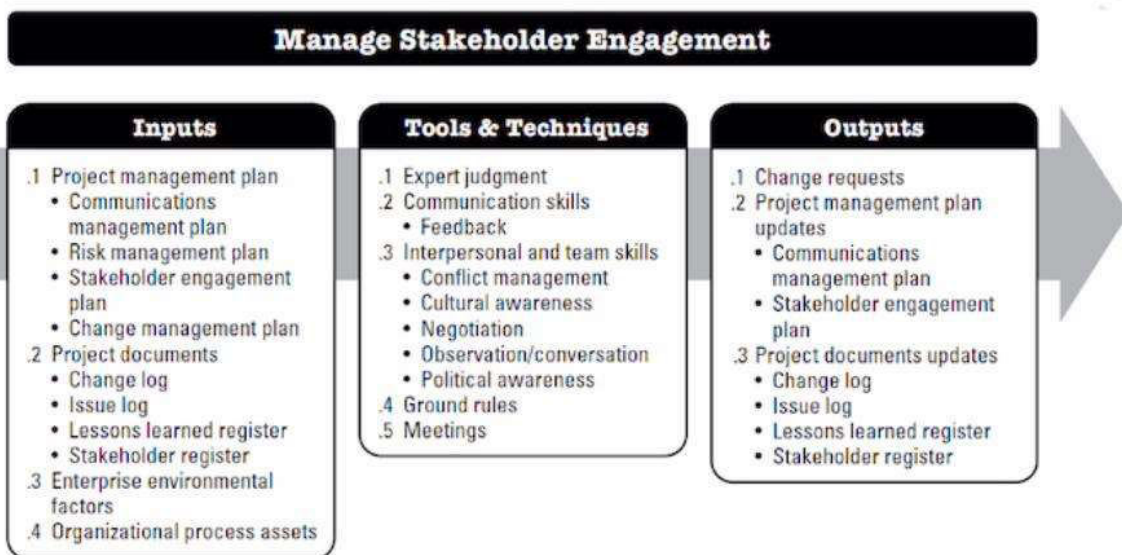 Manage Stakeholder Engagement
Inputs
.1 Project management plan
• Communications
management plan
• Risk management plan
• Stakeholder engagement
plan
• Change management plan
.2 Project documents
• Change log
• Issue log
• Lessons learned register
• Stakeholder register
.3 Enterprise environmental
factors
.4 Organizational process assets
Tools & Techniques
.1 Expert judgment
.2 Communication skills
• Feedback
.3 Interpersonal and team skills
• Conflict management
• Cultural awareness
• Negotiation
• Observation/conversation
• Political awareness
.4 Ground rules
.5 Meetings
Outputs
.1 Change requests
.2 Project management plan
updates
• Communications
management plan
• Stakeholder engagement
plan
.3 Project documents updates
• Change log
• Issue log
• Lessons learned register
• Stakeholder register